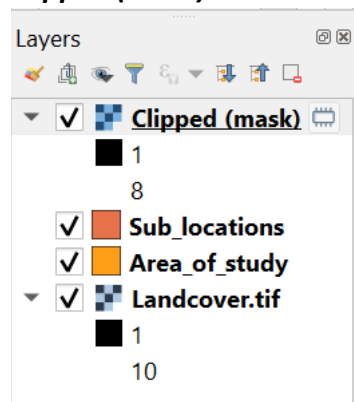 Layers
Clipped (mask)
1
8
Sub_locations
Area_of_study
Landcover.tif
1
10